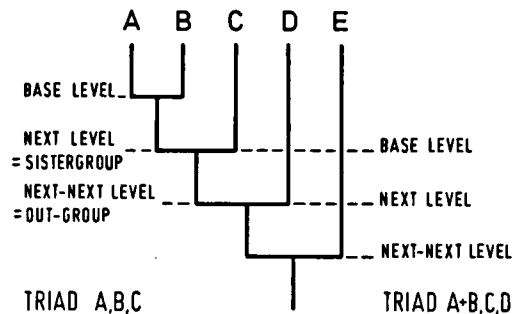 A B C D E
BASE LEVEL
NEXT LEVEL
= SISTERGROUP
BASE LEVEL
NEXT-NEXT LEVEL
= OUT-GROUP
NEXT LEVEL
NEXT-NEXT LEVEL
TRIAD A,B,C
TRIAD A+B,C,D